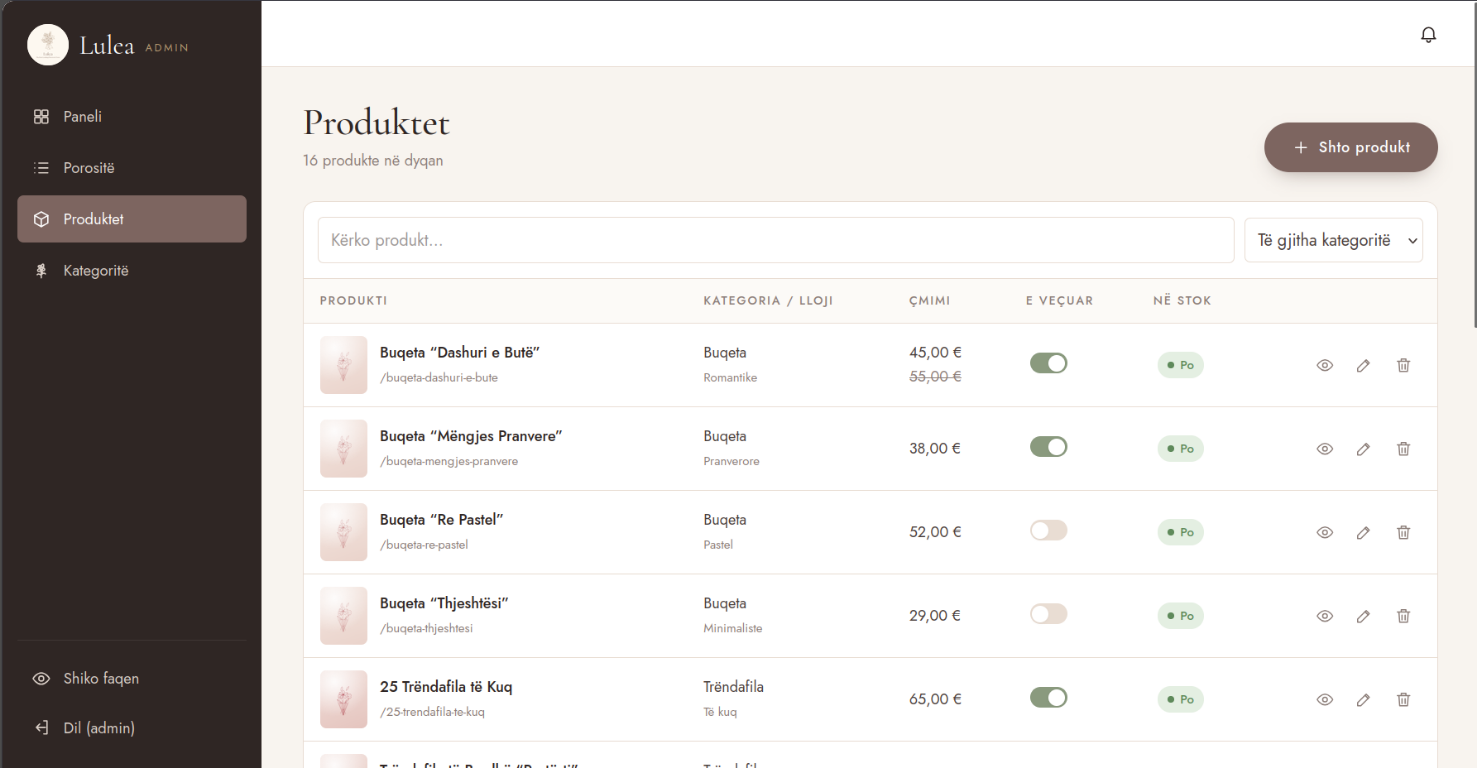 Lulea ADMIN
Paneli
Porositë
Produktet
Kategoritë
Shiko faqen
Dil (admin)
Produktet
16 produkte në dyqan
+ Shto produkt
Kërko produkt...
Të gjitha kategoritë
PRODUKTI KATEGORIA / LLOJI ÇMIMI E VEÇUAR NË STOK
Buqeta “Dashuri e Butë” Buqeta 45,00 € Po
/buqeta-dashuri-e-bute Romantike 55,00 €
Buqeta “Mëngjes Pranvere” Buqeta 38,00 € Po
/buqeta-mengjes-pranvere Pranverore
Buqeta “Re Pastel” Buqeta 52,00 € Po
/buqeta-re-pastel Pastel
Buqeta “Thjeshtësi” Buqeta 29,00 € Po
/buqeta-thjeshtesi Minimaliste
25 Trëndafila të Kuq Trëndafila 65,00 € Po
/25-trendafila-te-kuq Të kuq